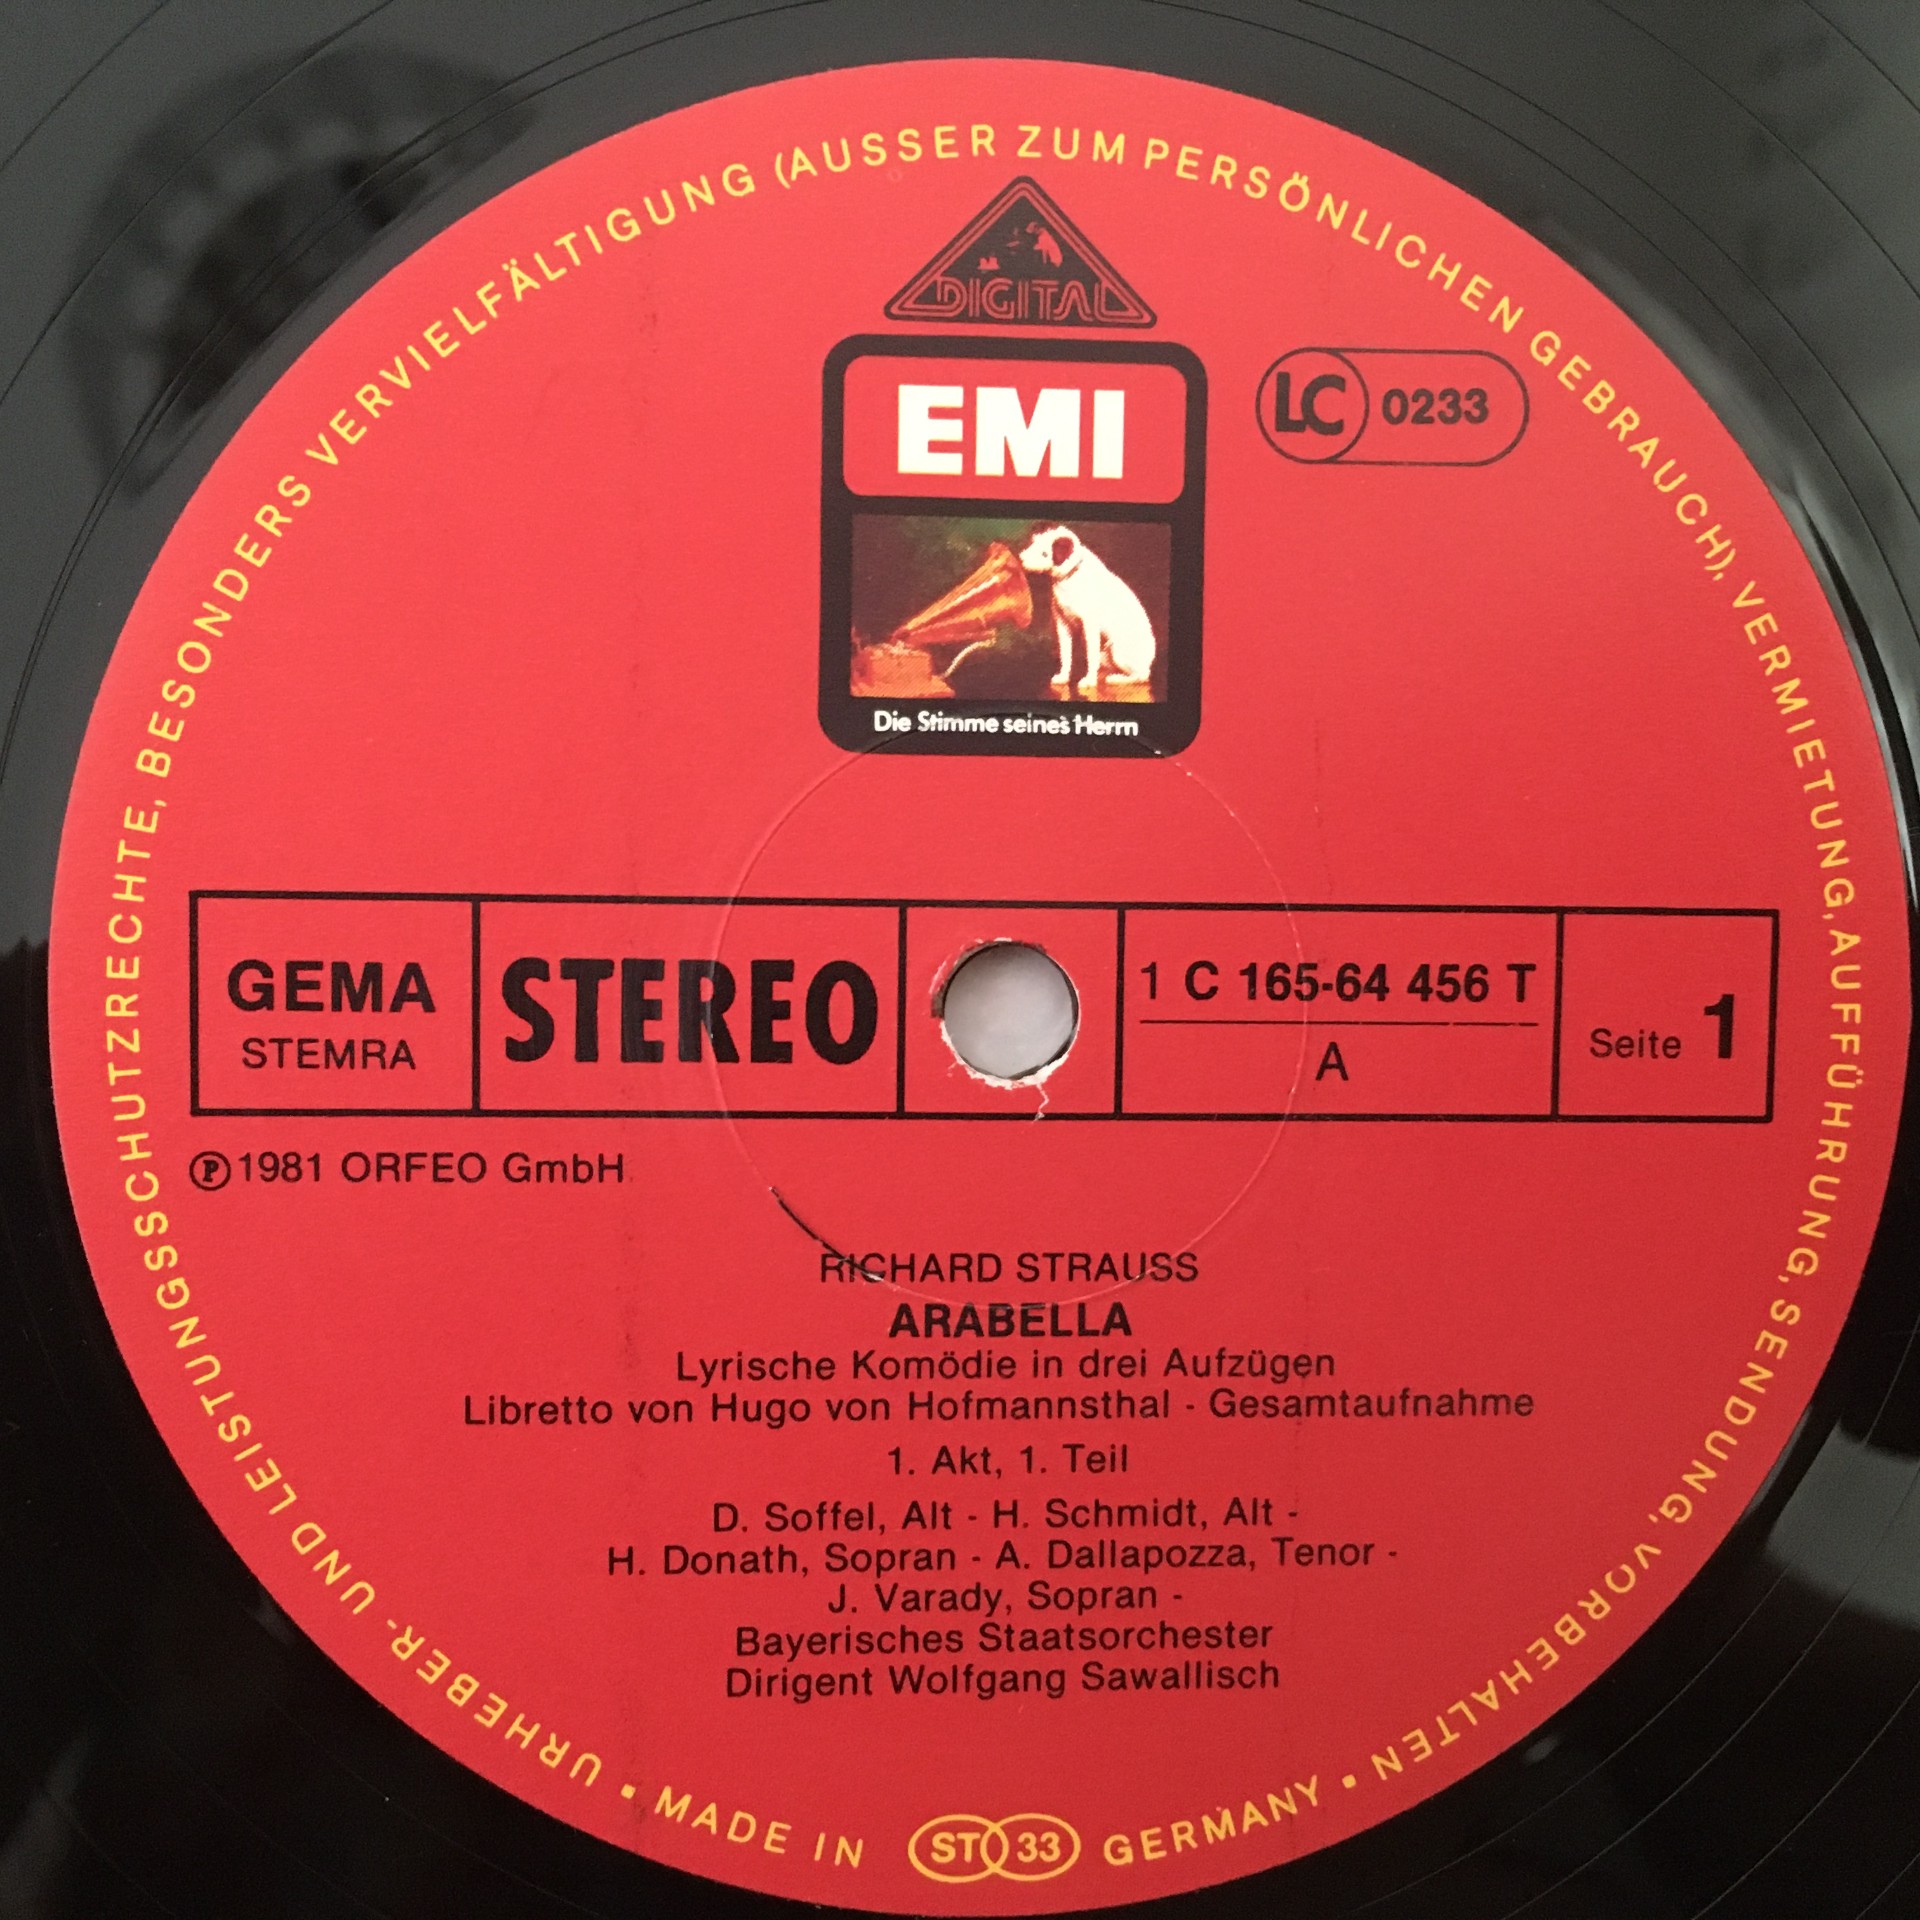 URHEBER- UND LEISTUNGSSCHUTZRECHTE, BESONDERS VERVIELFÄLTIGUNG (AUSSER ZUM PERSÖNLICHEN GEBRAUCH), VERMIETUNG, AUFFÜHRUNG, SENDUNG, VORBEHALTEN
DIGITAL
EMI
LC 0233
Die Stimme seines Herrn
GEMA
STEMRA
STEREO
1 C 165-64 456 T
A
Seite 1
Ⓟ 1981 ORFEO GmbH
RICHARD STRAUSS
ARABELLA
Lyrische Komödie in drei Aufzügen
Libretto von Hugo von Hofmannsthal - Gesamtaufnahme
1. Akt, 1. Teil
D. Soffel, Alt - H. Schmidt, Alt -
H. Donath, Sopran - A. Dallapozza, Tenor -
J. Varady, Sopran -
Bayerisches Staatsorchester
Dirigent Wolfgang Sawallisch
• MADE IN ST 33 GERMANY •